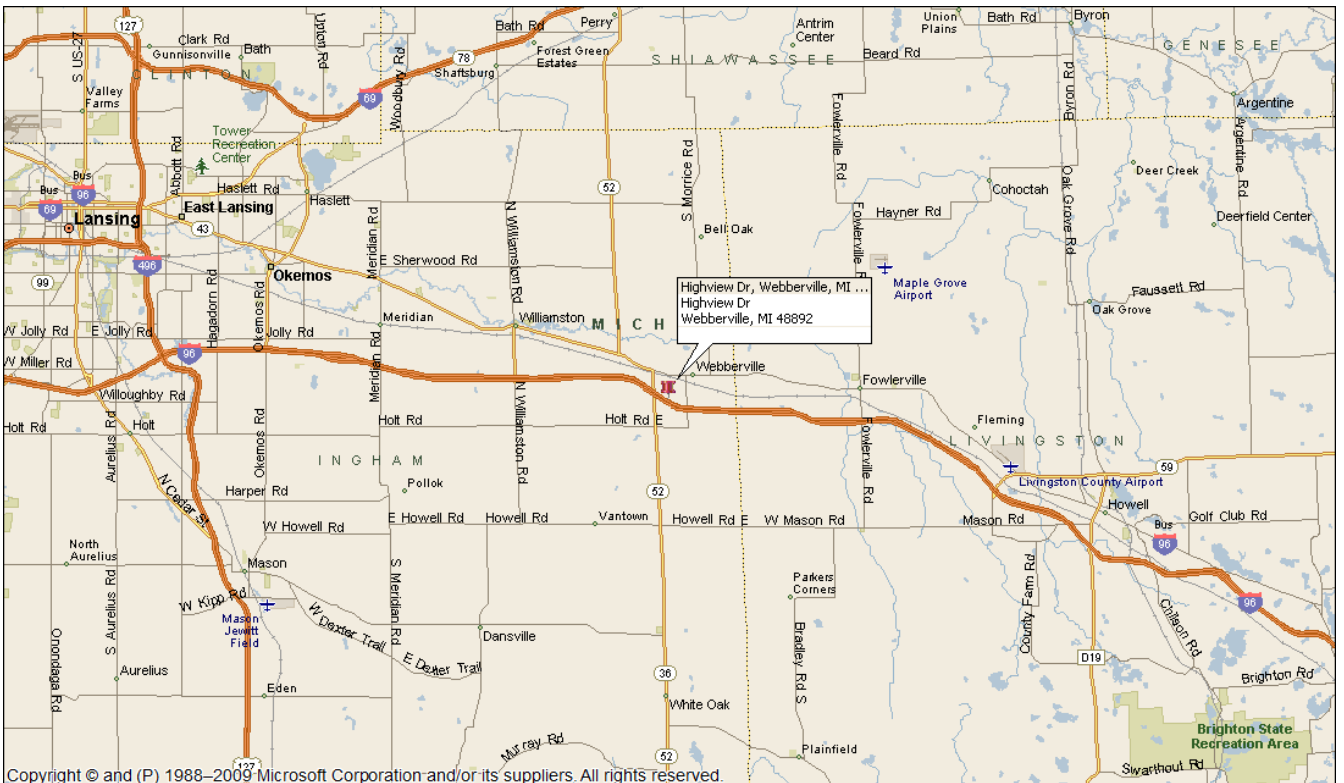 127
Clark Rd
Gunnisonville
Bath
Upton Rd
Bath Rd
Perry
Forest Green
Estates
Shaftsburg
78
Antrim
Center
Union
Plains
Bath Rd
Byron
Beard Rd
GENESEE
SHIAWASSEE
CLINTON
S US-27
Valley
Farms
69
Woodbury Rd
Argentine
Byron Rd
Argentine Rd
Fowlerville Rd
Abbott Rd
Tower
Recreation
Center
Deer Creek
Bus
96
Bus
69
Haslett Rd
Haslett
52
S Morrice Rd
Cohoctah
Oak Grove Rd
Lansing
East Lansing
43
Meridian Rd
N Williamston Rd
Hayner Rd
Fowlerville Rd
Deerfield Center
Bell Oak
496
E Sherwood Rd
Okemos
Maple Grove
Airport
99
Hagadorn Rd
Okemos Rd
Highview Dr, Webberville, MI ...
Highview Dr
Webberville, MI 48892
Faussett Rd
Oak Grove
W Jolly Rd
E Jolly Rd
Jolly Rd
Meridian
Williamston
MICH
W Miller Rd
96
Meridian Rd
Webberville
Fowlerville
Willoughby Rd
N Williamston Rd
Holt Rd
Holt
Holt Rd
Holt Rd E
Fleming
LIVINGSTON
Aurelius Rd
Okemos Rd
INGHAM
Fowlerville Rd
59
Livingston County Airport
N Cedar St
Harper Rd
Pollok
52
Howell
W Howell Rd
E Howell Rd
Howell Rd
Vantown
Howell Rd E
W Mason Rd
Mason Rd
Bus
96
Golf Club Rd
North
Aurelius
Mason
S Meridian Rd
Parkers
Corners
County Farm Rd
S Aurelius Rd
W Kipp Rd
Mason
Jewitt
Field
W Dexter Trail
Dansville
E Dexter Trail
Bradley Rd S
Chilson Rd
96
Onondaga Rd
Aurelius
Eden
36
D19
Brighton Rd
White Oak
Murray Rd
52
Plainfield
Brighton State
Recreation Area
Swarthout Rd
127
Copyright © and (P) 1988–2009 Microsoft Corporation and/or its suppliers. All rights reserved.